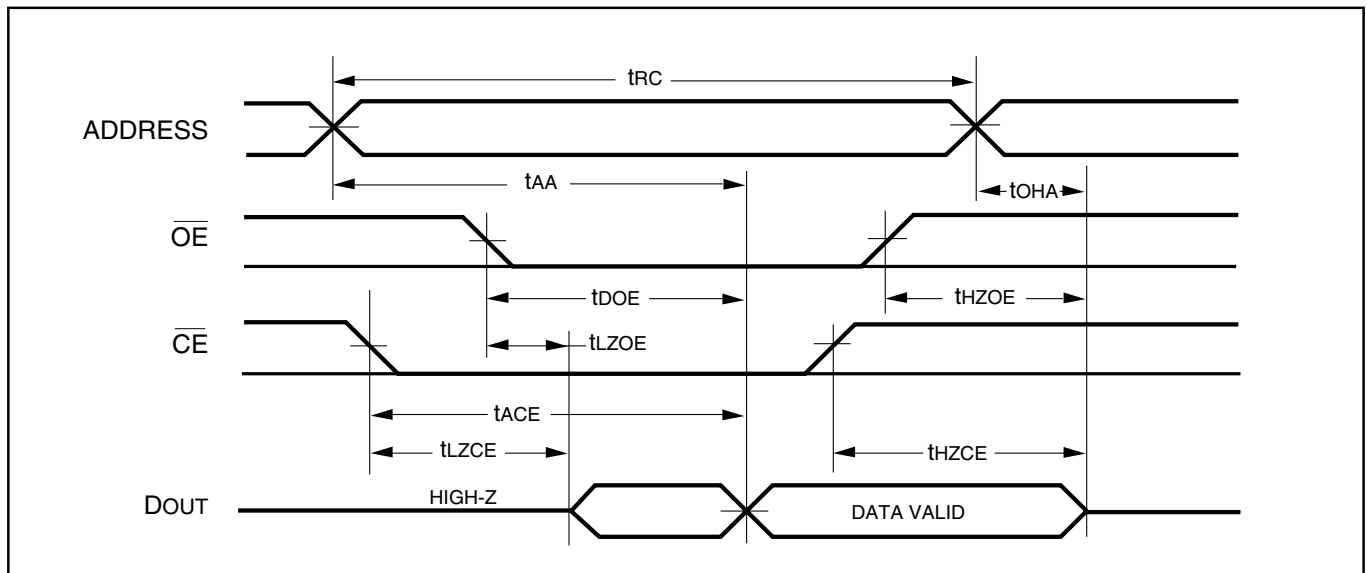 tRC
ADDRESS
tAA
tOHA
OE
tDOE
tHZOE
CE
tLZOE
tACE
tLZCE
tHZCE
DOUT
HIGH-Z
DATA VALID